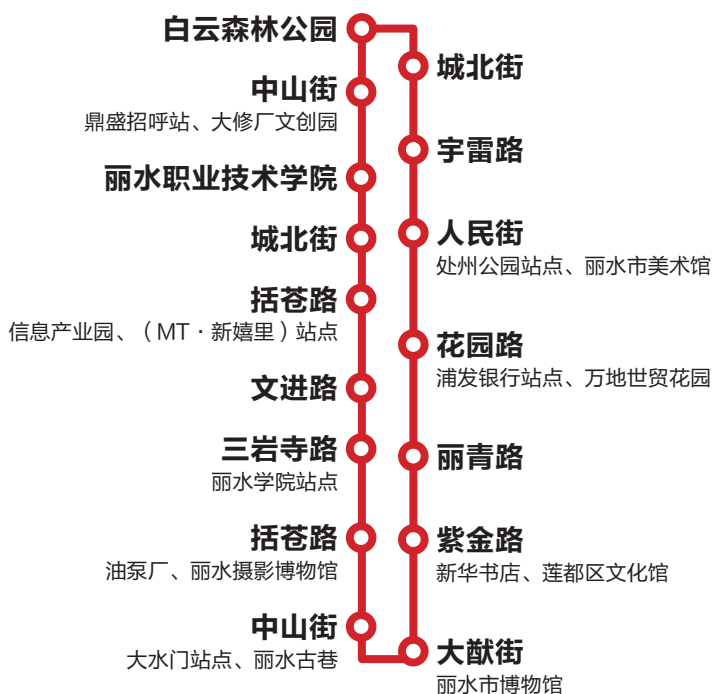 白云森林公园
中山街
鼎盛招呼站、大修厂文创园
丽水职业技术学院
城北街
括苍路
信息产业园、（MT·新嬉里）站点
文进路
三岩寺路
丽水学院站点
括苍路
油泵厂、丽水摄影博物馆
中山街
大水门站点、丽水古巷
城北街
宇雷路
人民街
处州公园站点、丽水市美术馆
花园路
浦发银行站点、万地世贸花园
丽青路
紫金路
新华书店、莲都区文化馆
大猷街
丽水市博物馆